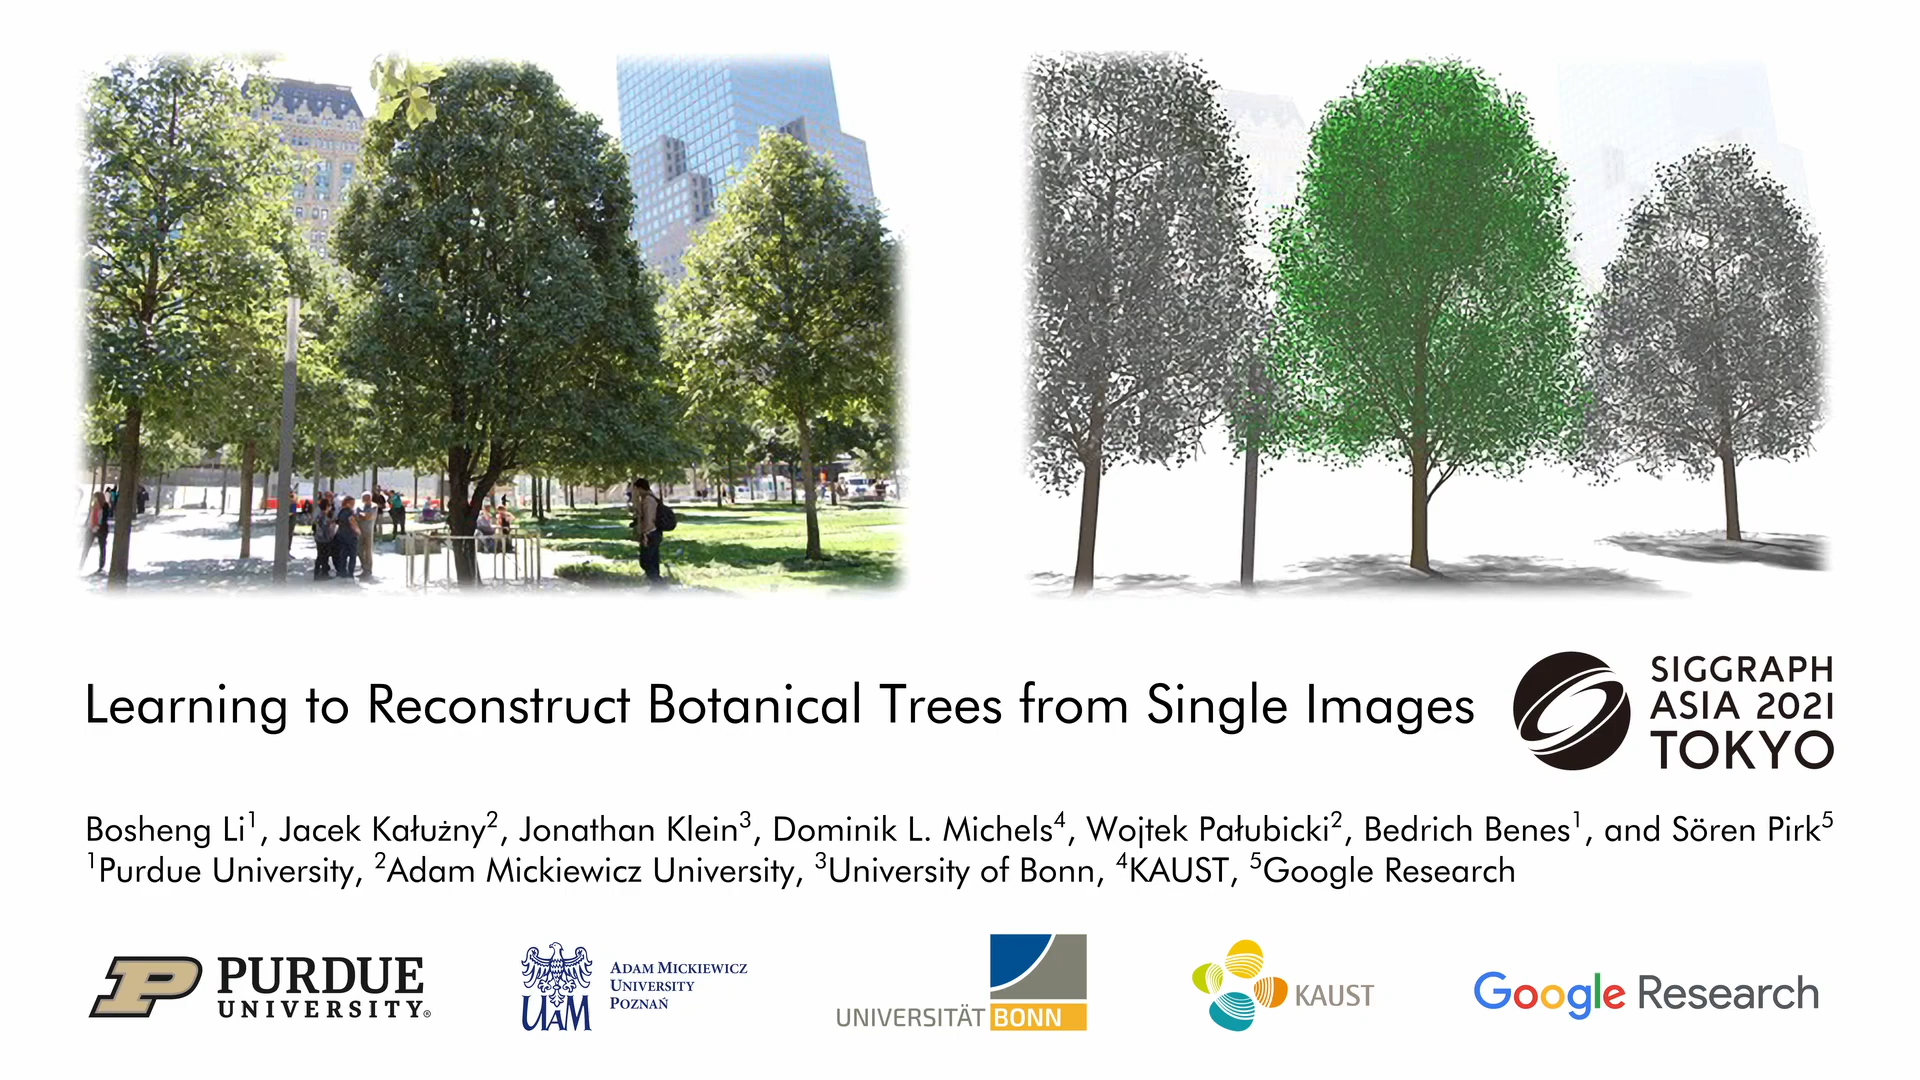 Learning to Reconstruct Botanical Trees from Single Images
SIGGRAPH
ASIA 2021
TOKYO
Bosheng Li¹, Jacek Kałużny², Jonathan Klein³, Dominik L. Michels⁴, Wojtek Pałubicki², Bedrich Benes¹, and Sören Pirk⁵
¹Purdue University, ²Adam Mickiewicz University, ³University of Bonn, ⁴KAUST, ⁵Google Research
PURDUE
UNIVERSITY®
UAM
ADAM MICKIEWICZ
UNIVERSITY
POZNAŃ
UNIVERSITÄT BONN
KAUST
Google Research